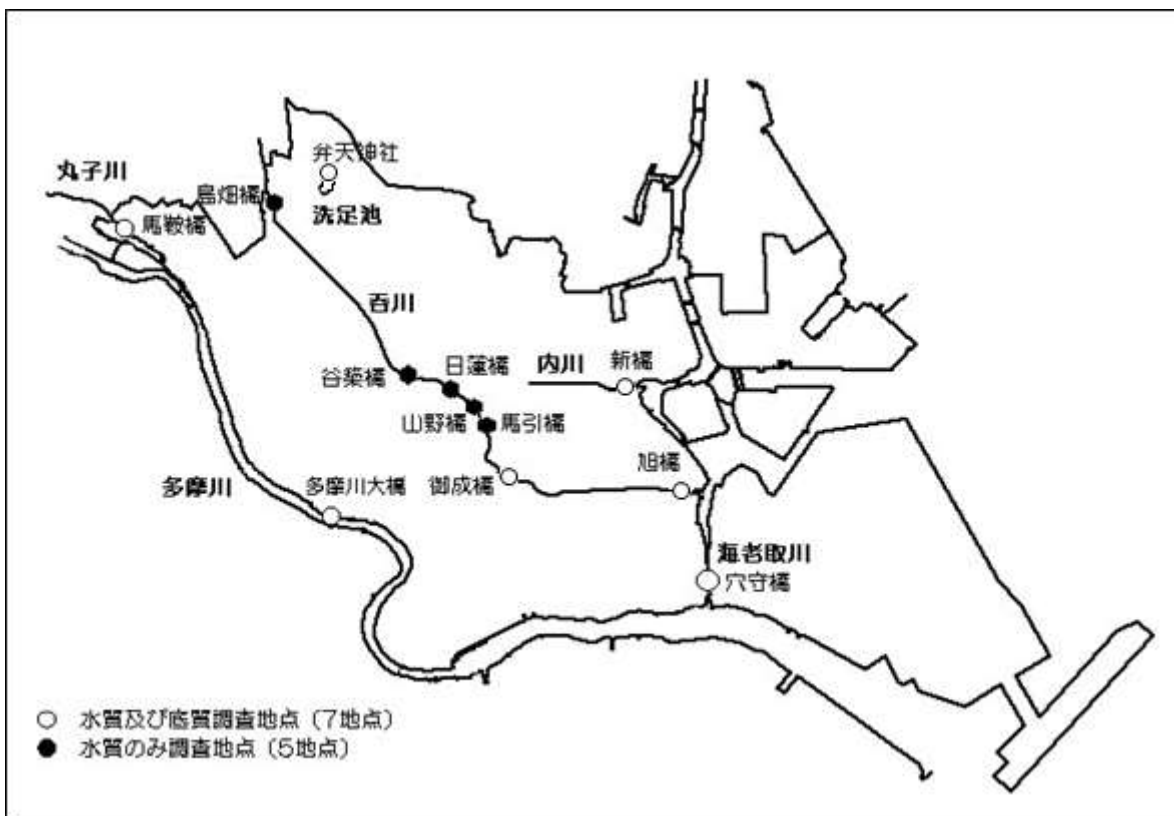 弁天神社
丸子川
島畑橋
洗足池
馬鞍橋
呑川
日蓮橋
内川
新橋
谷築橋
山野橋
馬引橋
旭橋
多摩川
多摩川大橋
御成橋
海老取川
穴守橋
○ 水質及び底質調査地点（7地点）
● 水質のみ調査地点（5地点）